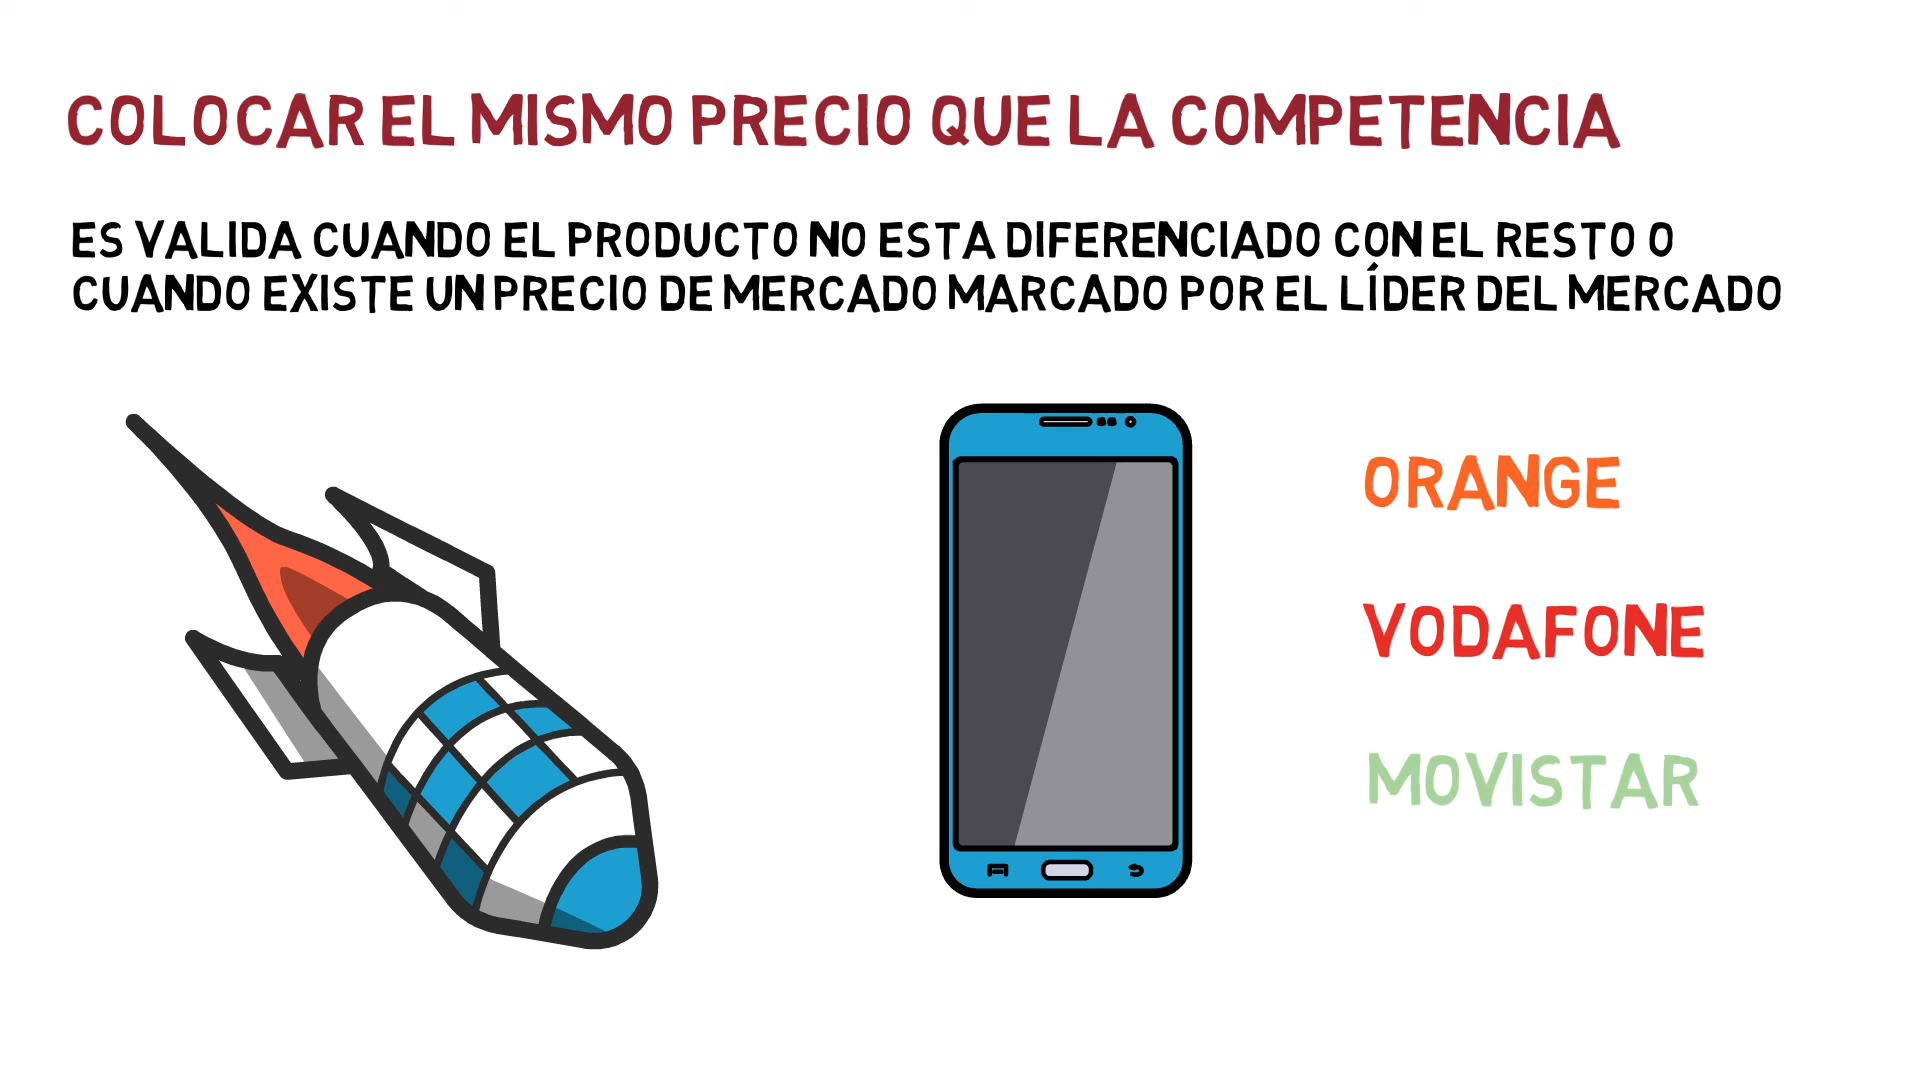 COLOCAR EL MISMO PRECIO QUE LA COMPETENCIA
ES VALIDA CUANDO EL PRODUCTO NO ESTA DIFERENCIADO CON EL RESTO O
CUANDO EXISTE UN PRECIO DE MERCADO MARCADO POR EL LÍDER DEL MERCADO
ORANGE
VODAFONE
MOVISTAR